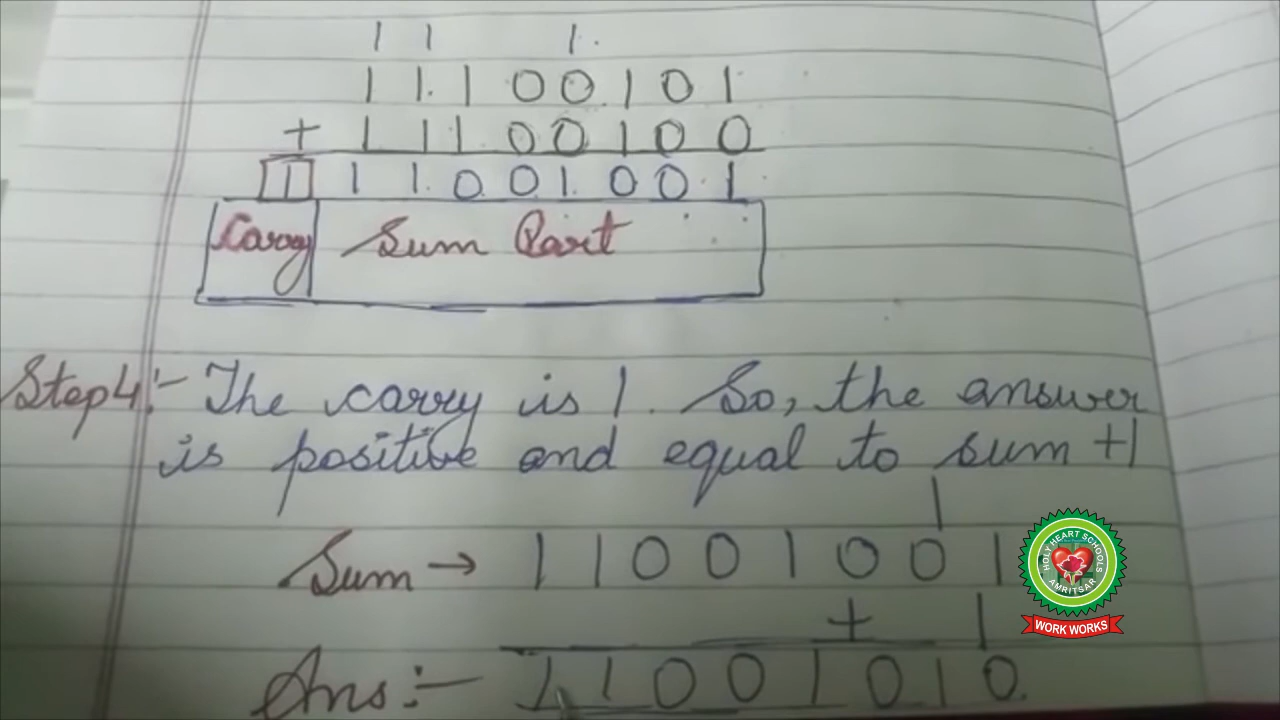 1 1 1
1 1 1 0 0 1 0 1
+ 1 1 1 0 0 1 0 0
1 1 1 0 0 1 0 0 1
Carry Sum Part
Step4:- The carry is 1. So, the answer
is positive and equal to sum +1
1
Sum → 1 1 0 0 1 0 0 1
+ 1
Ans:- 1 1 0 0 1 0 1 0
HOLY HEART SCHOOLS
AMRITSAR
WORK WORKS